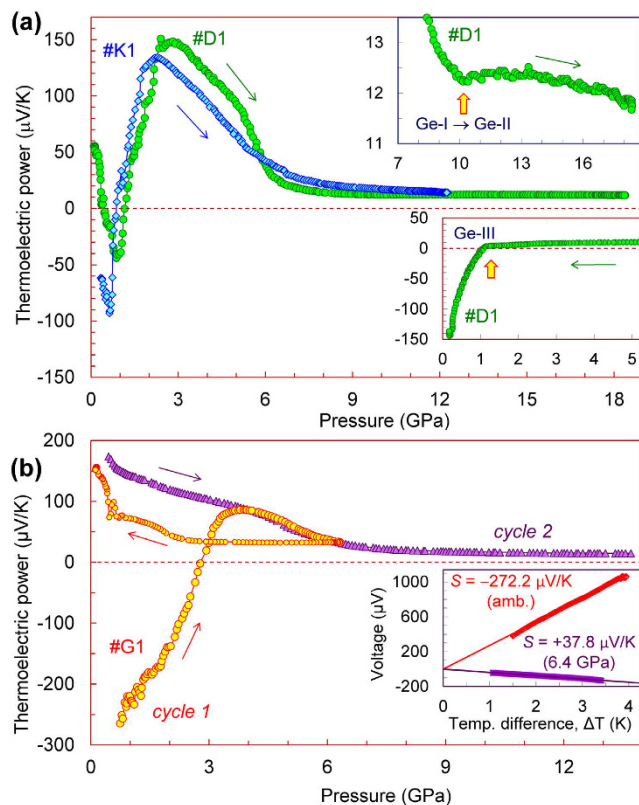 (a)
#K1
#D1
Thermoelectric power (µV/K)
150
100
50
0
-50
-100
-150
0
3
6
9
12
15
18
Pressure (GPa)
13
12
11
#D1
Ge-I → Ge-II
7
10
13
16
50
0
-50
-100
-150
Ge-III
#D1
0
1
2
3
4
5
(b)
Thermoelectric power (µV/K)
200
100
0
-100
-200
-300
cycle 2
#G1
cycle 1
0
3
6
9
12
Pressure (GPa)
Voltage (µV)
1000
600
200
-200
S = −272.2 µV/K
(amb.)
S = +37.8 µV/K
(6.4 GPa)
0
1
2
3
4
Temp. difference, ΔT (K)